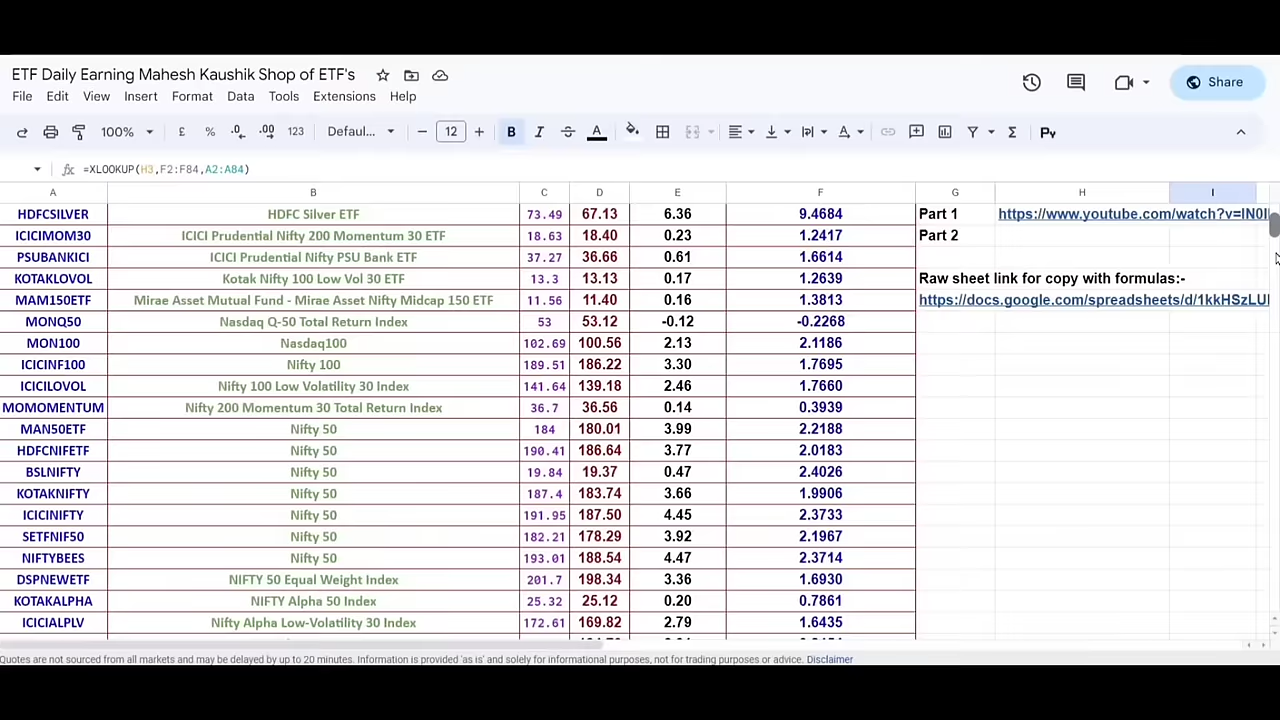 ETF Daily Earning Mahesh Kaushik Shop of ETF's
File Edit View Insert Format Data Tools Extensions Help
Share
100% £ % .0 .00 123 Defaul... − 12 + B I A Σ Py
fx =XLOOKUP(H3,F2:F84,A2:A84)
A B C D E F G H I
HDFCSILVER HDFC Silver ETF 73.49 67.13 6.36 9.4684 Part 1 https://www.youtube.com/watch?v=IN0I
ICICIMOM30 ICICI Prudential Nifty 200 Momentum 30 ETF 18.63 18.40 0.23 1.2417 Part 2
PSUBANKICI ICICI Prudential Nifty PSU Bank ETF 37.27 36.66 0.61 1.6614
KOTAKLOVOL Kotak Nifty 100 Low Vol 30 ETF 13.3 13.13 0.17 1.2639 Raw sheet link for copy with formulas:-
MAM150ETF Mirae Asset Mutual Fund - Mirae Asset Nifty Midcap 150 ETF 11.56 11.40 0.16 1.3813 https://docs.google.com/spreadsheets/d/1kkHSzLU
MONQ50 Nasdaq Q-50 Total Return Index 53 53.12 -0.12 -0.2268
MON100 Nasdaq100 102.69 100.56 2.13 2.1186
ICICINF100 Nifty 100 189.51 186.22 3.30 1.7695
ICICILOVOL Nifty 100 Low Volatility 30 Index 141.64 139.18 2.46 1.7660
MOMOMENTUM Nifty 200 Momentum 30 Total Return Index 36.7 36.56 0.14 0.3939
MAN50ETF Nifty 50 184 180.01 3.99 2.2188
HDFCNIFETF Nifty 50 190.41 186.64 3.77 2.0183
BSLNIFTY Nifty 50 19.84 19.37 0.47 2.4026
KOTAKNIFTY Nifty 50 187.4 183.74 3.66 1.9906
ICICINIFTY Nifty 50 191.95 187.50 4.45 2.3733
SETFNIF50 Nifty 50 182.21 178.29 3.92 2.1967
NIFTYBEES Nifty 50 193.01 188.54 4.47 2.3714
DSPNEWETF NIFTY 50 Equal Weight Index 201.7 198.34 3.36 1.6930
KOTAKALPHA NIFTY Alpha 50 Index 25.32 25.12 0.20 0.7861
ICICIALPLV Nifty Alpha Low-Volatility 30 Index 172.61 169.82 2.79 1.6435
Quotes are not sourced from all markets and may be delayed by up to 20 minutes. Information is provided 'as is' and solely for informational purposes, not for trading purposes or advice. Disclaimer